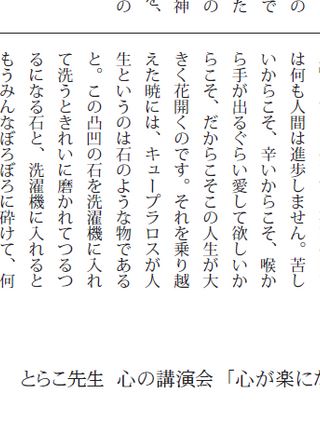 の
で
た
の
神
の
は何も人間は進歩しません。苦し
いからこそ、辛いからこそ、喉か
ら手が出るぐらい愛して欲しいか
らこそ、だからこそこの人生が大
きく花開くのです。それを乗り越
えた暁には、キュープラロスが人
生というのは石のような物である
と。この凸凹の石を洗濯機に入れ
て洗うときれいに磨かれてつるつ
るになる石と、洗濯機に入れると
もうみんなぼろぼろに砕けて、何
とらこ先生 心の講演会 「心が楽に